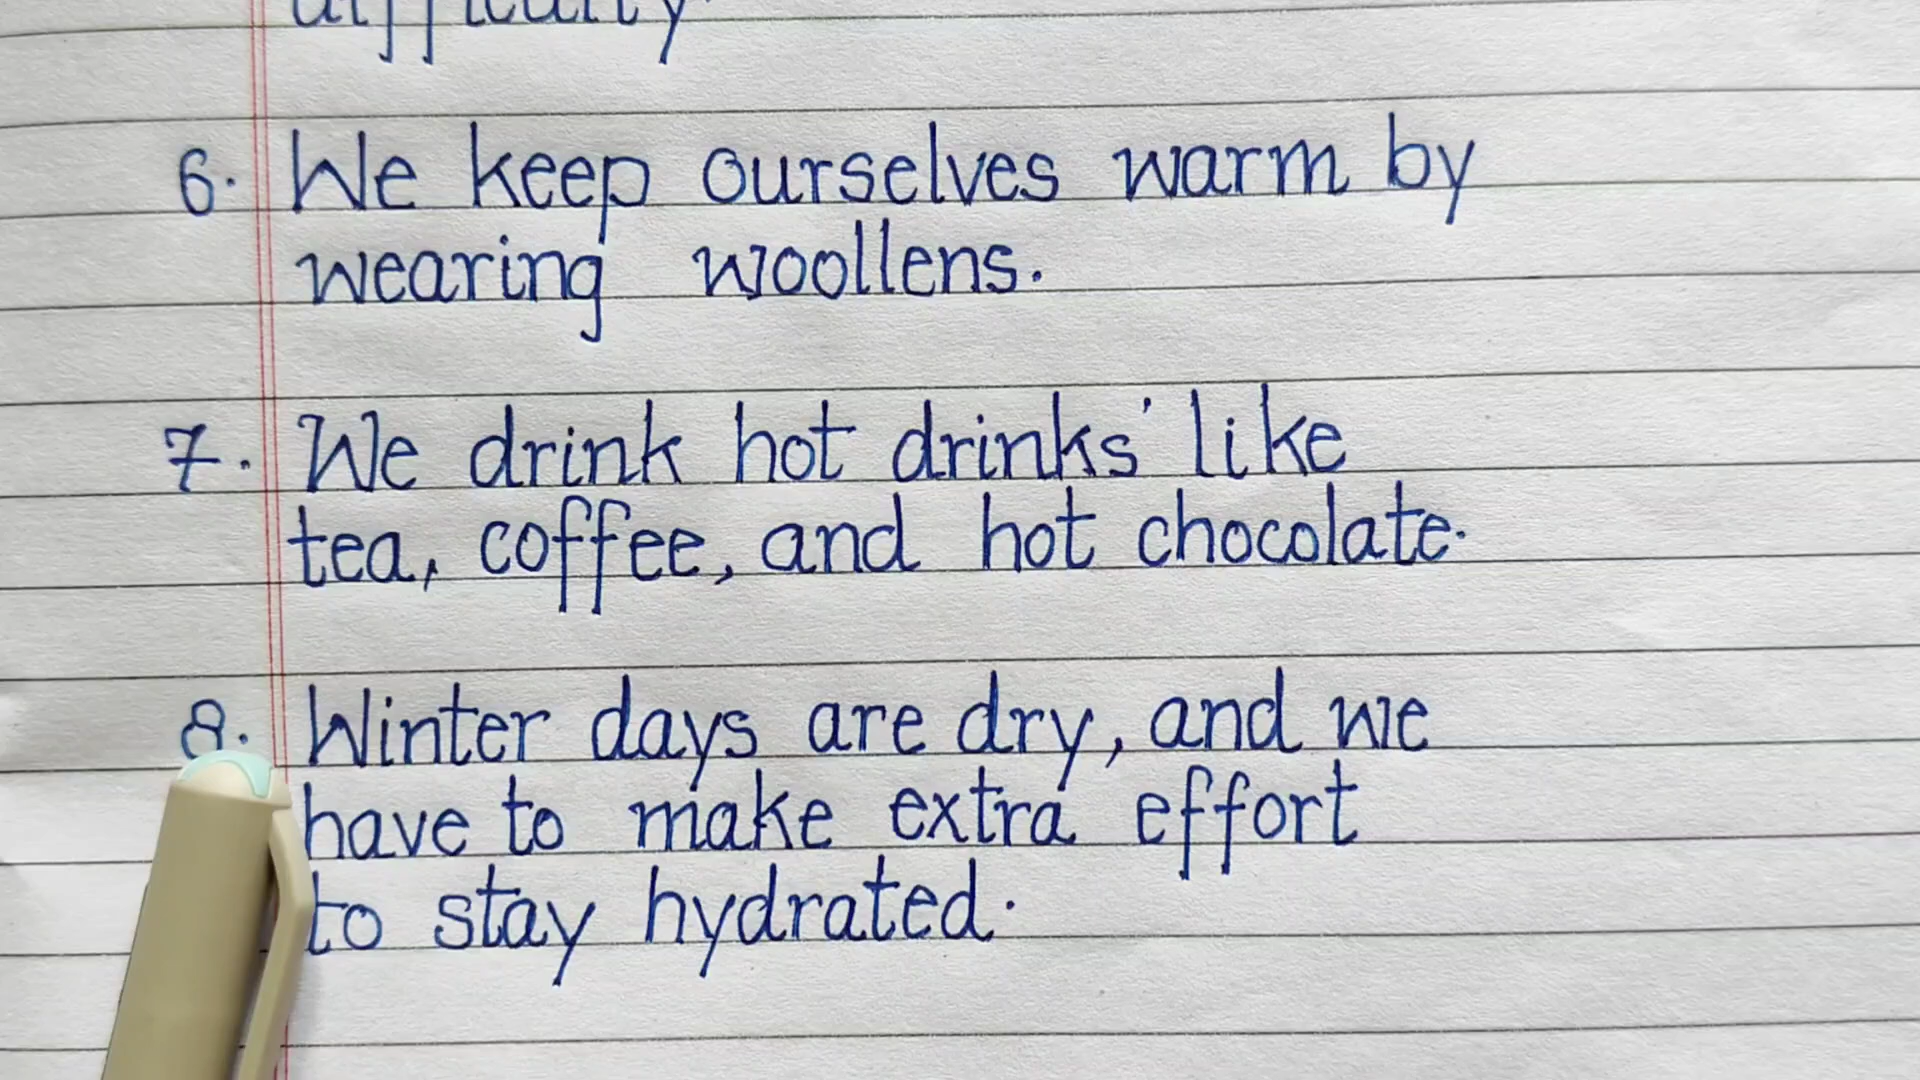 difficulty
6. We keep ourselves warm by
wearing woollens.
7. We drink hot drinks like
tea, coffee, and hot chocolate.
8. Winter days are dry, and we
have to make extra effort
to stay hydrated.